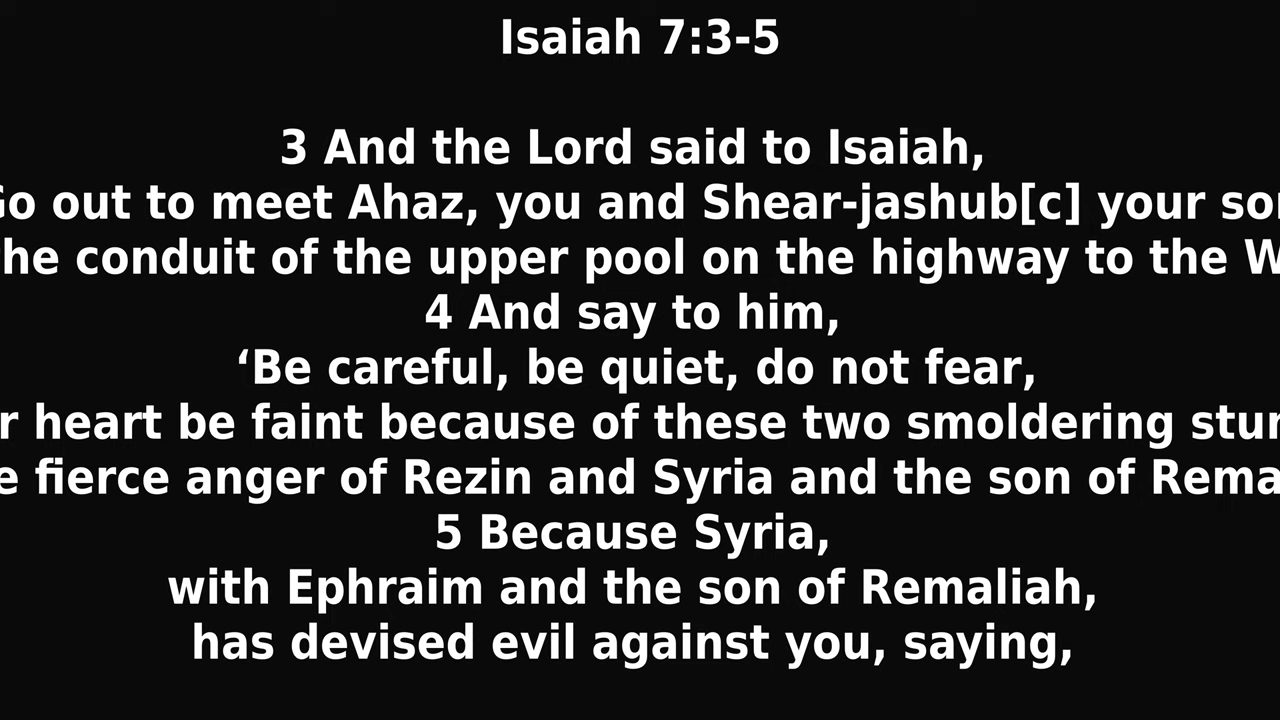 Isaiah 7:3-5
3 And the Lord said to Isaiah,
Go out to meet Ahaz, you and Shear-jashub[c] your
he conduit of the upper pool on the highway to the
4 And say to him,
‘Be careful, be quiet, do not fear,
r heart be faint because of these two smoldering
e fierce anger of Rezin and Syria and the son of
5 Because Syria,
with Ephraim and the son of Remaliah,
has devised evil against you, saying,